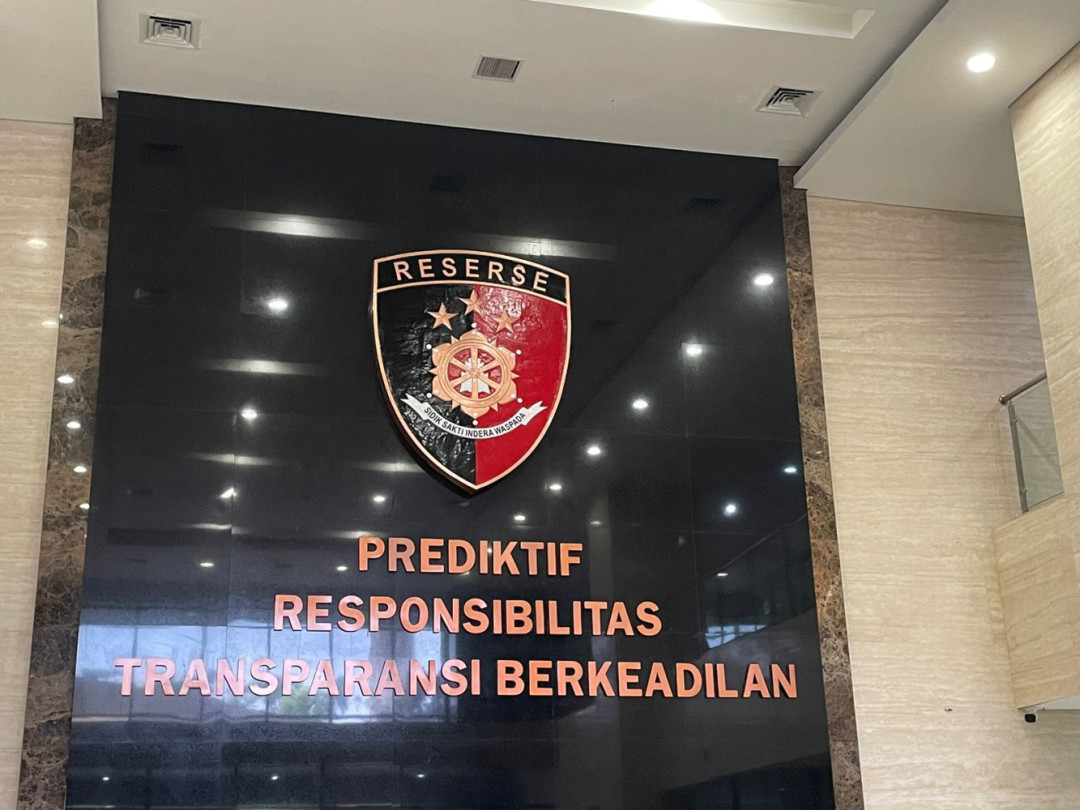 RESERSE
SIDIK SAKTI INDERA WASPADA
PREDIKTIF
RESPONSIBILITAS
TRANSPARANSI BERKEADILAN